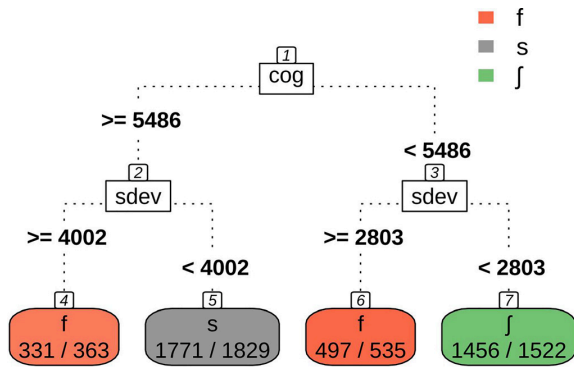 f
s
ʃ
1
cog
>= 5486
< 5486
2
sdev
3
sdev
>= 4002
< 4002
>= 2803
< 2803
4
f
331 / 363
5
s
1771 / 1829
6
f
497 / 535
7
ʃ
1456 / 1522